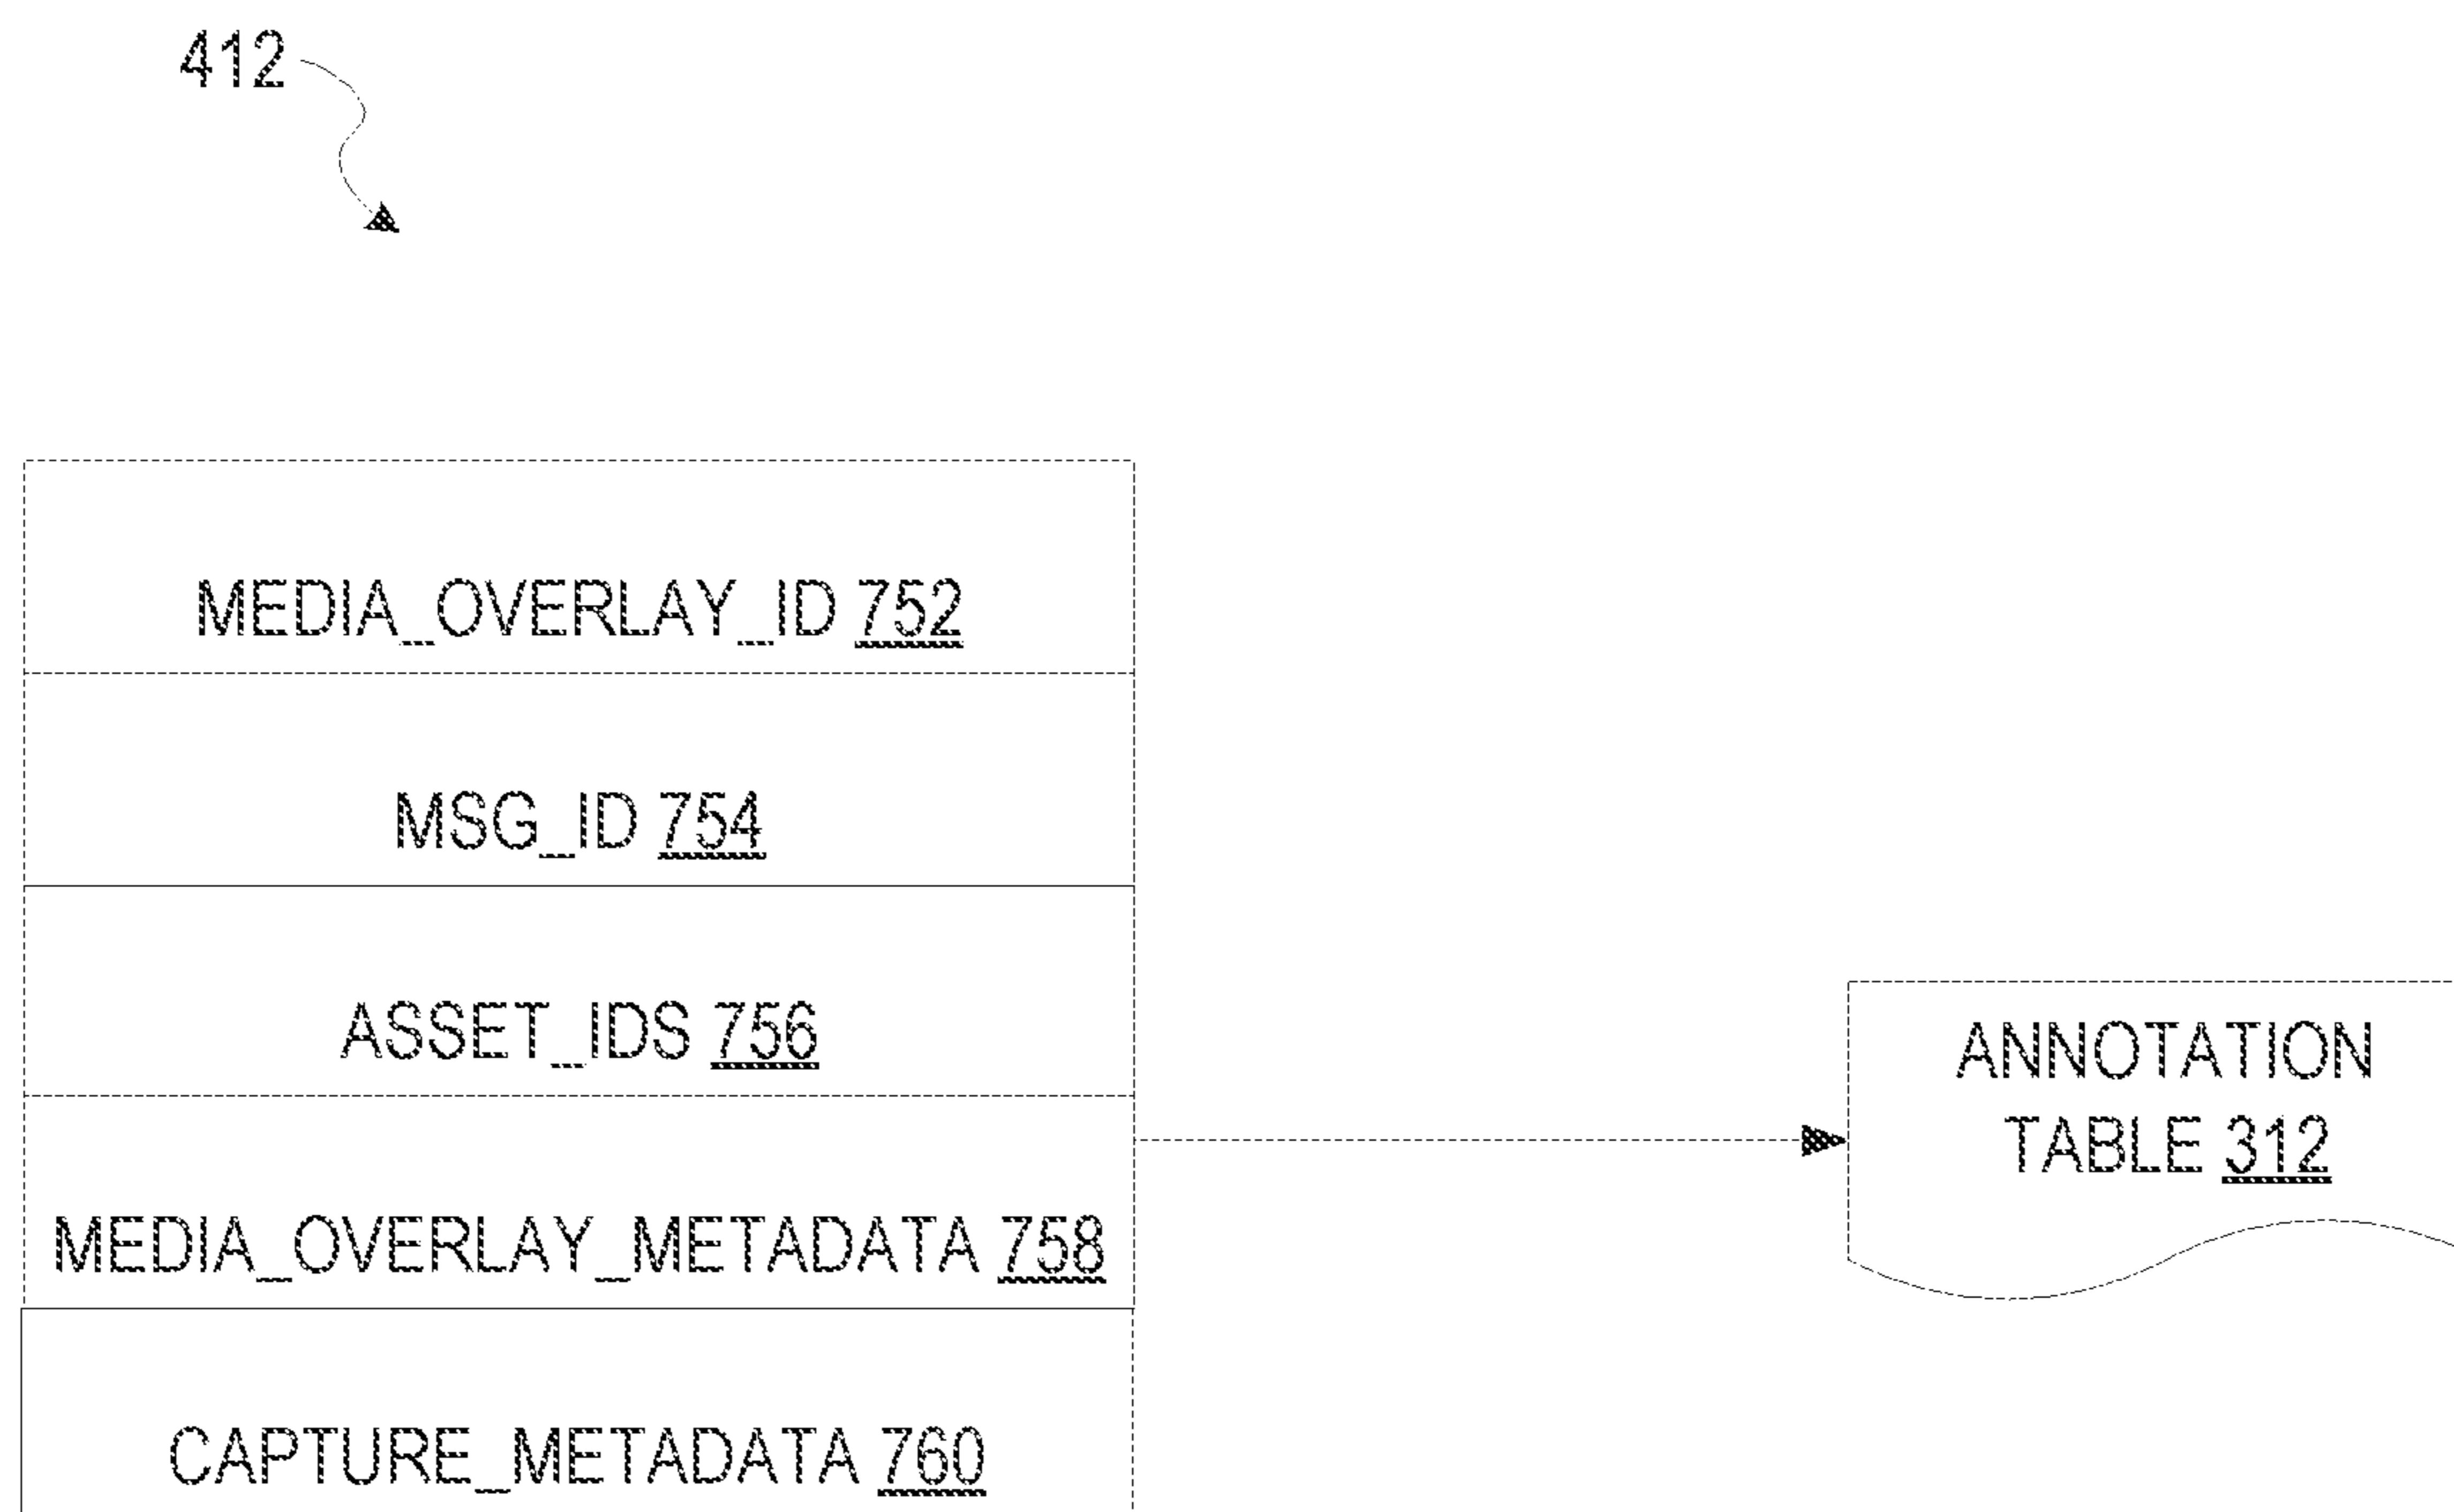 412
MEDIA_OVERLAY_ID 752
MSG_ID 754
ASSET_IDS 756
MEDIA_OVERLAY_METADATA 758
CAPTURE_METADATA 760
ANNOTATION
TABLE 312